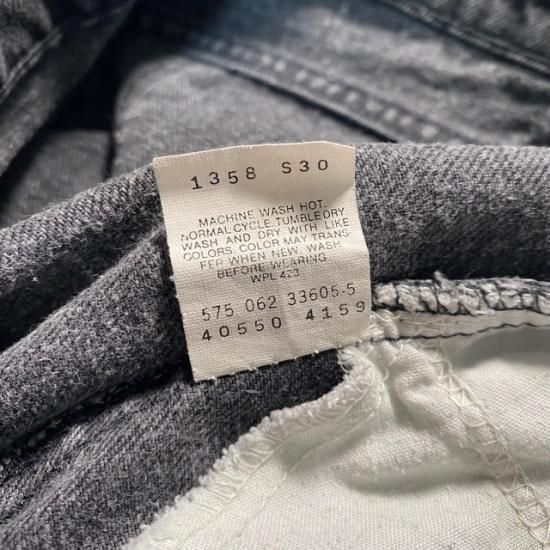 1358 S30
MACHINE WASH HOT,
NORMAL CYCLE, TUMBLE DRY
WASH AND DRY WITH LIKE
COLORS, COLOR MAY TRANS-
FER WHEN NEW WASH
BEFORE WEARING
WPL 423
575 062 33605-5
40550 4159